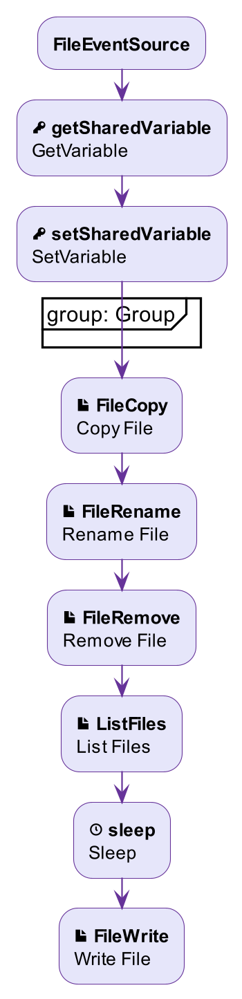 FileEventSource
getSharedVariable
GetVariable
setSharedVariable
SetVariable
group: Group
FileCopy
Copy File
FileRename
Rename File
FileRemove
Remove File
ListFiles
List Files
sleep
Sleep
FileWrite
Write File